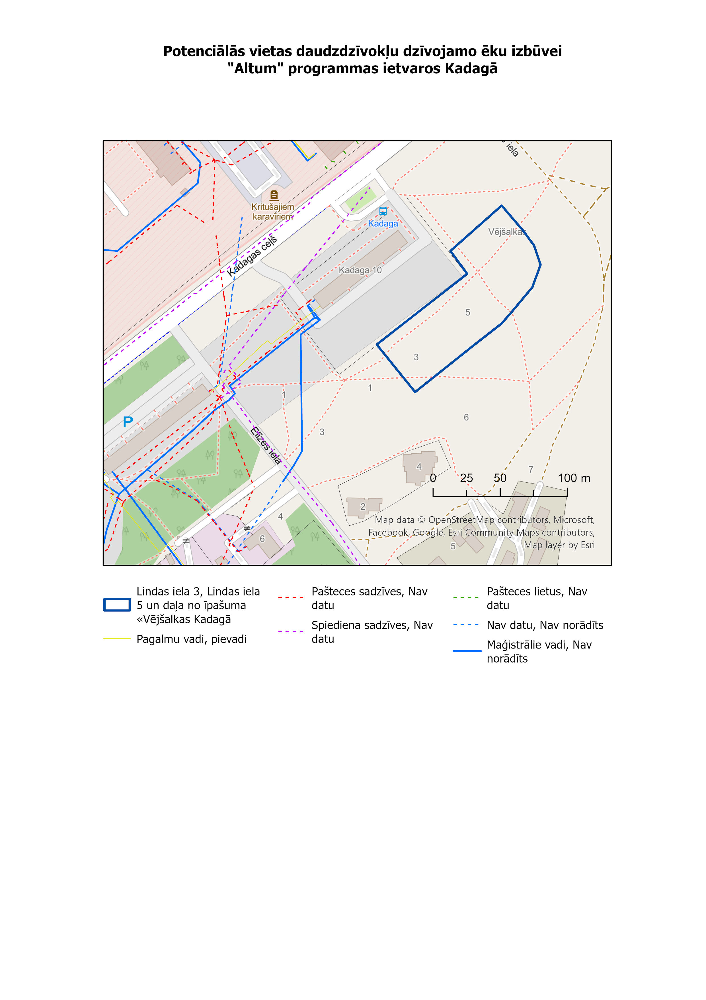 Potenciālās vietas daudzdzīvokļu dzīvojamo ēku izbūvei
"Altum" programmas ietvaros Kadagā
iela
Kritušajiem
karavīriem
Kadaga
Vējšalkas
Kadagas ceļš
Kadaga 10
5
3
1
1
P
6
3
Elīzes iela
4
7
0 25 50 100 m
2
4
6
5
Map data © OpenStreetMap contributors, Microsoft,
Facebook, Google, Esri Community Maps contributors,
Map layer by Esri
Lindas iela 3, Lindas iela
5 un daļa no īpašuma
«Vējšalkas Kadagā
Pagalmu vadi, pievadi
Pašteces sadzīves, Nav
datu
Spiediena sadzīves, Nav
datu
Pašteces lietus, Nav
datu
Nav datu, Nav norādīts
Maģistrālie vadi, Nav
norādīts